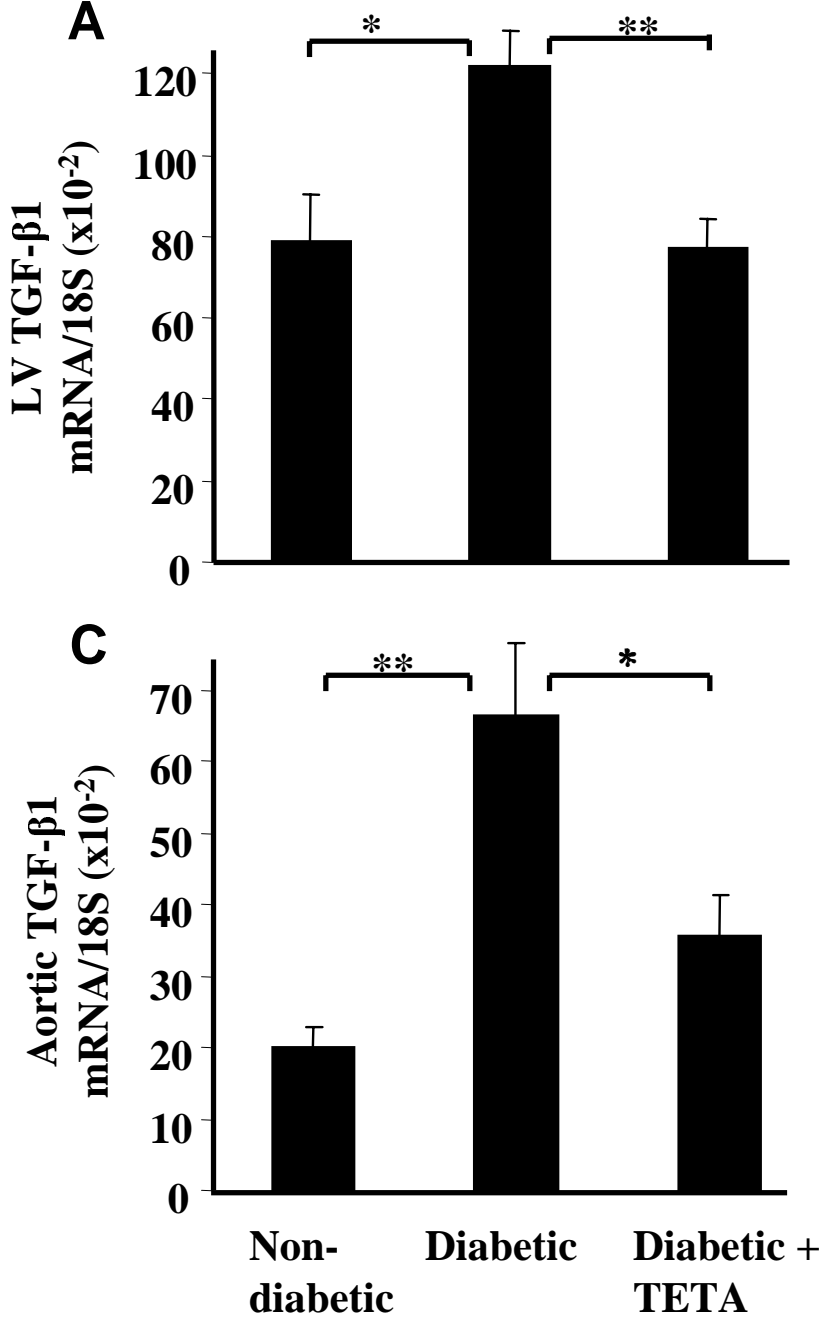 A
*
**
120
100
80
60
40
20
0
LV TGF-β1
mRNA/18S (x10-2)
C
**
*
70
60
50
40
30
20
10
0
Aortic TGF-β1
mRNA/18S (x10-2)
Non-
diabetic
Diabetic
Diabetic +
TETA